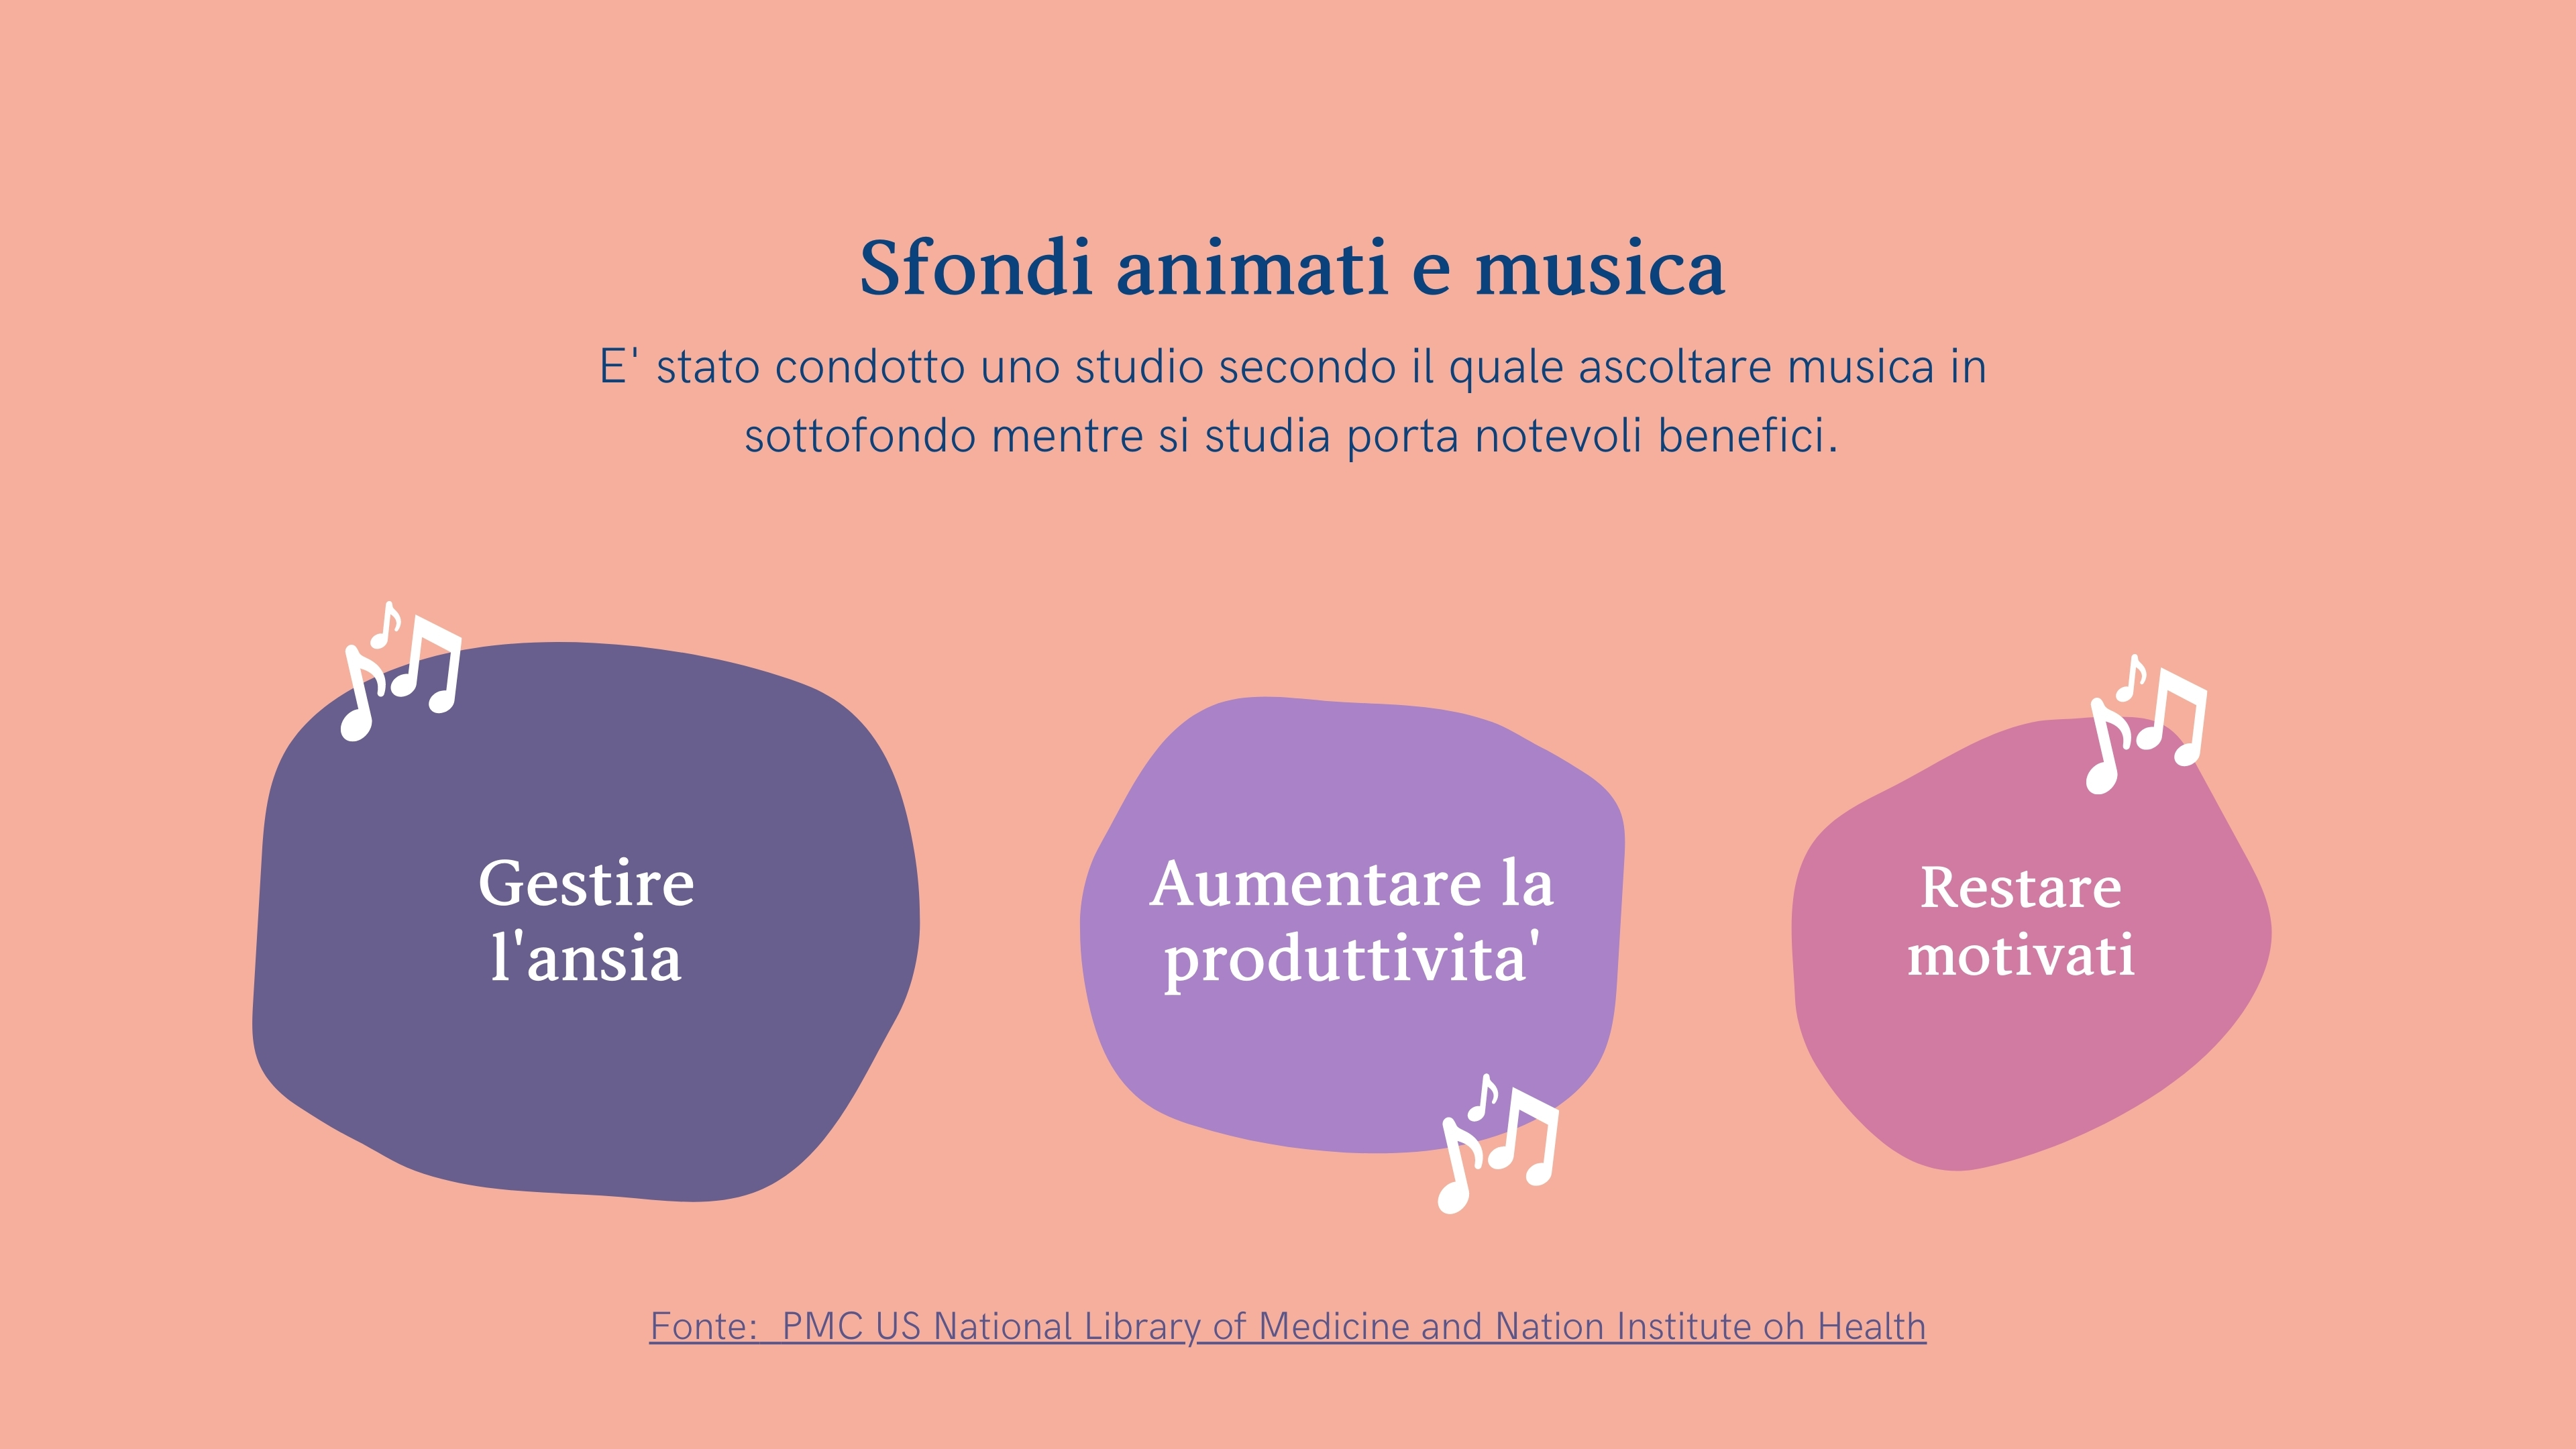 Sfondi animati e musica
E' stato condotto uno studio secondo il quale ascoltare musica in
sottofondo mentre si studia porta notevoli benefici.
Gestire
l'ansia
Aumentare la
produttivita'
Restare
motivati
Fonte:  PMC US National Library of Medicine and Nation Institute oh Health